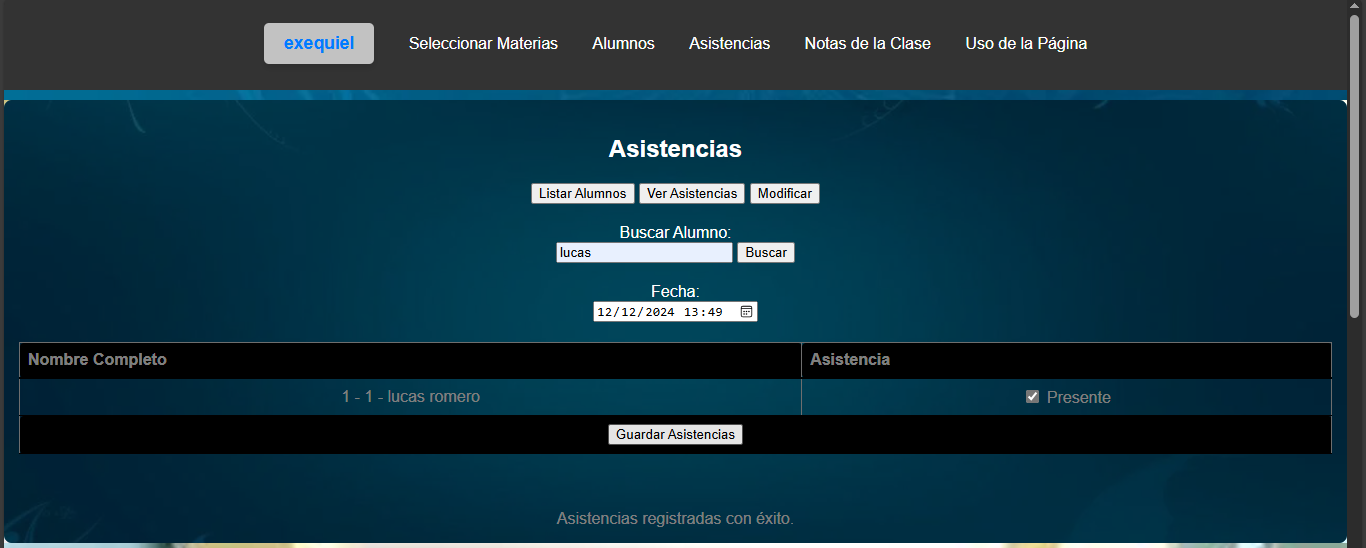 exequiel Seleccionar Materias Alumnos Asistencias Notas de la Clase Uso de la Página
Asistencias
Listar Alumnos Ver Asistencias Modificar
Buscar Alumno:
lucas Buscar
Fecha:
12/12/2024 13:49
Nombre Completo Asistencia
1 - 1 - lucas romero Presente
Guardar Asistencias
Asistencias registradas con éxito.